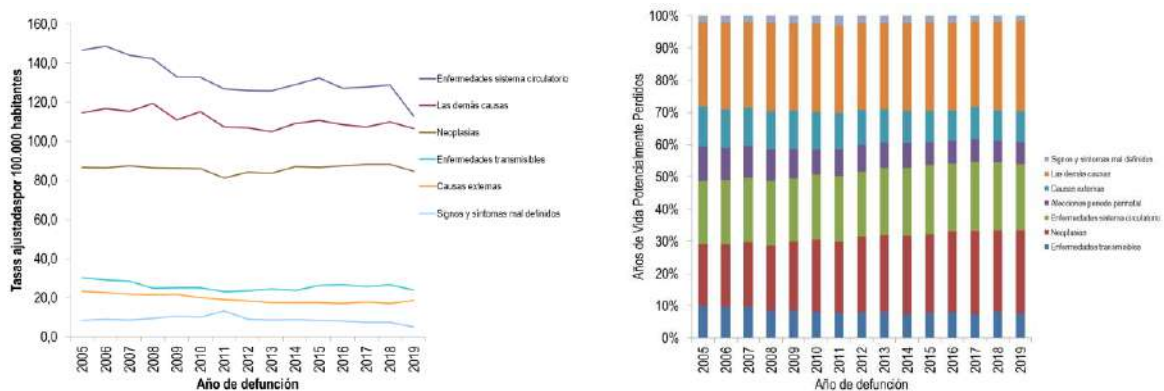 160,0
140,0
120,0
100,0
80,0
60,0
40,0
20,0
0,0
Tasas ajustadaspor 100.000 habitantes
2005
2006
2007
2008
2009
2010
2011
2012
2013
2014
2015
2016
2017
2018
2019
Año de defunción
Enfermedades sistema circulatorio
Las demás causas
Neoplasias
Enfermedades transmisibles
Causas externas
Signos y síntomas mal definidos
100%
90%
80%
70%
60%
50%
40%
30%
20%
10%
0%
Años de Vida Potencialmente Perdidos
2005
2006
2007
2008
2009
2010
2011
2012
2013
2014
2015
2016
2017
2018
2019
Año de defunción
Signos y síntomas mal definidos
Las demás causas
Causas externas
Afecciones periodo perinatal
Enfermedades sistema circulatorio
Neoplasias
Enfermedades transmisibles